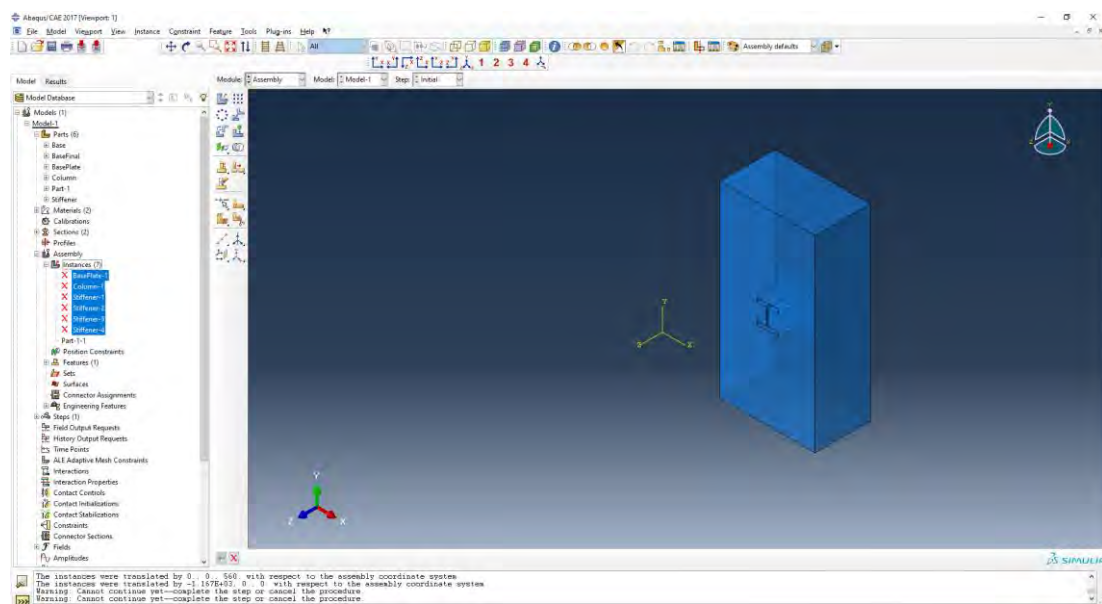 Abaqus/CAE 2017 [Viewport: 1]
File Model Viewport View Instance Constraint Feature Tools Plug-ins Help
All
Assembly defaults
1 2 3 4
Model Results
Module: Assembly Model: Model-1 Step: Initial
Model Database
Models (1)
Model-1
Parts (6)
Base
BaseFinal
BasePlate
Column
Part-1
Stiffener
Materials (2)
Calibrations
Sections (2)
Profiles
Assembly
Instances (7)
BasePlate-1
Column-1
Stiffener-1
Stiffener-2
Stiffener-3
Stiffener-4
Part-1-1
Position Constraints
Features (1)
Sets
Surfaces
Connector Assignments
Engineering Features
Steps (1)
Field Output Requests
History Output Requests
Time Points
ALE Adaptive Mesh Constraints
Interactions
Interaction Properties
Contact Controls
Contact Initializations
Contact Stabilizations
Constraints
Connector Sections
Fields
Amplitudes
Y
X
Y
Z
X
SIMULIA
The instances were translated by 0., 0., 560. with respect to the assembly coordinate system
The instances were translated by -1.167E+03, 0., 0. with respect to the assembly coordinate system
Warning: Cannot continue yet--complete the step or cancel the procedure.
Warning: Cannot continue yet--complete the step or cancel the procedure.